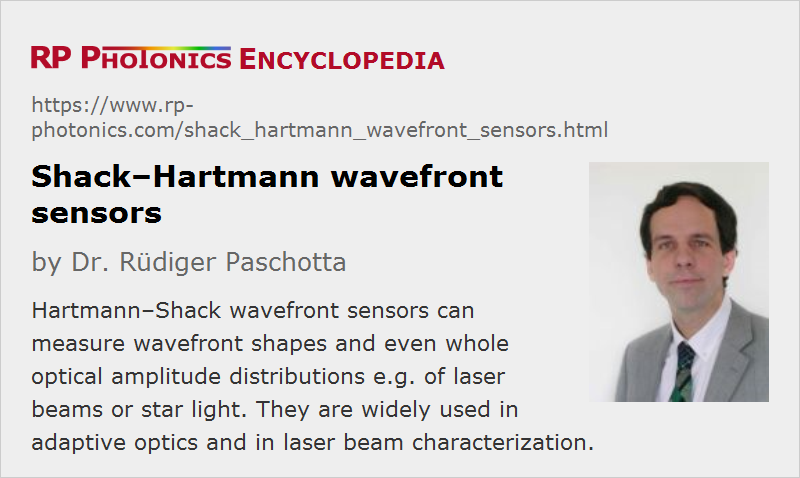 RP PHOTONICS ENCYCLOPEDIA
https://www.rp-
photonics.com/shack_hartmann_wavefront_sensors.html
Shack–Hartmann wavefront
sensors
by Dr. Rüdiger Paschotta
Hartmann–Shack wavefront sensors can
measure wavefront shapes and even whole
optical amplitude distributions e.g. of laser
beams or star light. They are widely used in
adaptive optics and in laser beam characterization.